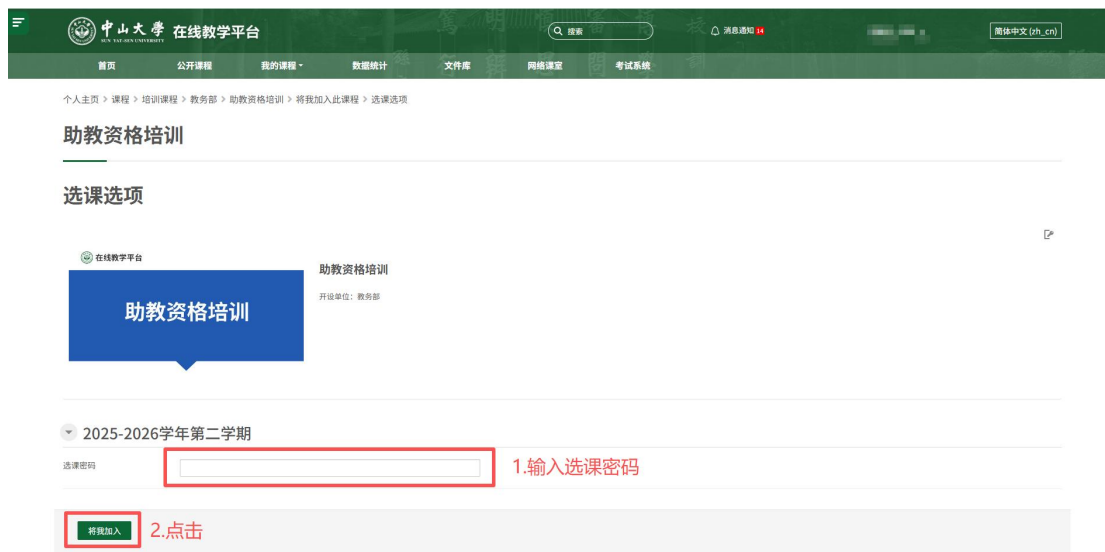 中山大學 在线教学平台
SUN YAT-SEN UNIVERSITY
搜索
消息通知 14
简体中文 (zh_cn)
首页 公开课程 我的课程 数据统计 文件库 网络课室 考试系统
个人主页 > 课程 > 培训课程 > 教务部 > 助教资格培训 > 将我加入此课程 > 选课选项
助教资格培训
选课选项
在线教学平台
助教资格培训
助教资格培训
开设单位：教务部
2025-2026学年第二学期
选课密码
1.输入选课密码
将我加入
2.点击